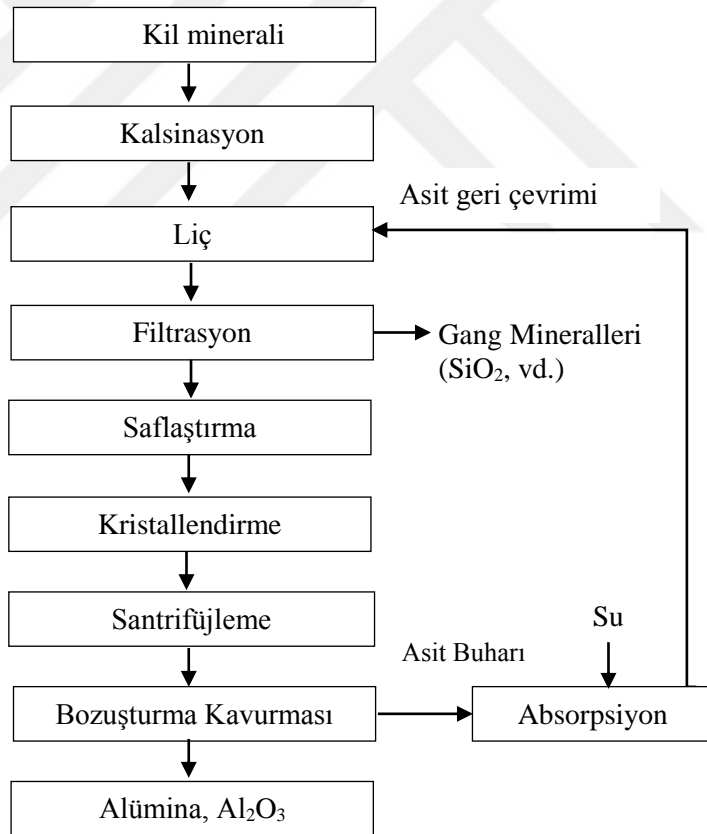 Kil minerali
Kalsinasyon
Asit geri çevrimi
Liç
Filtrasyon
Gang Mineralleri
(SiO₂, vd.)
Saflaştırma
Kristallendirme
Santrifüjleme
Su
Asit Buharı
Bozuşturma Kavurması
Absorpsiyon
Alümina, Al₂O₃